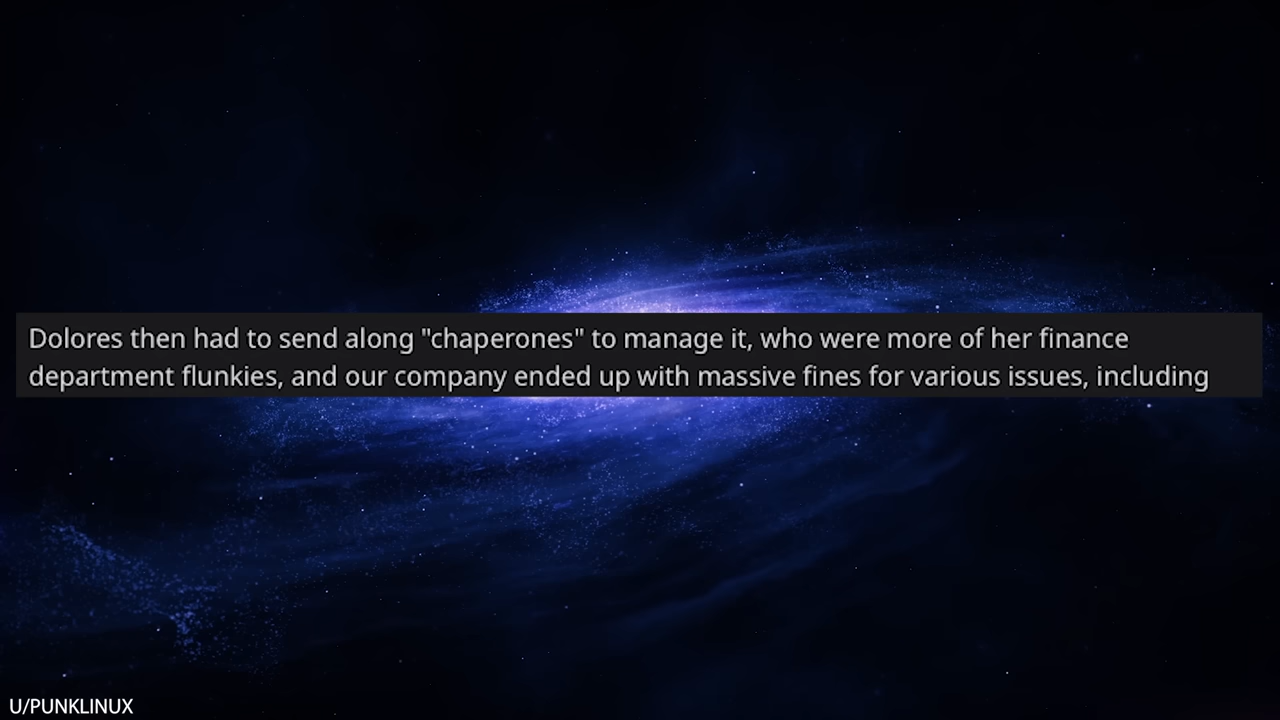 Dolores then had to send along "chaperones" to manage it, who were more of her finance
department flunkies, and our company ended up with massive fines for various issues, including
U/PUNKLINUX